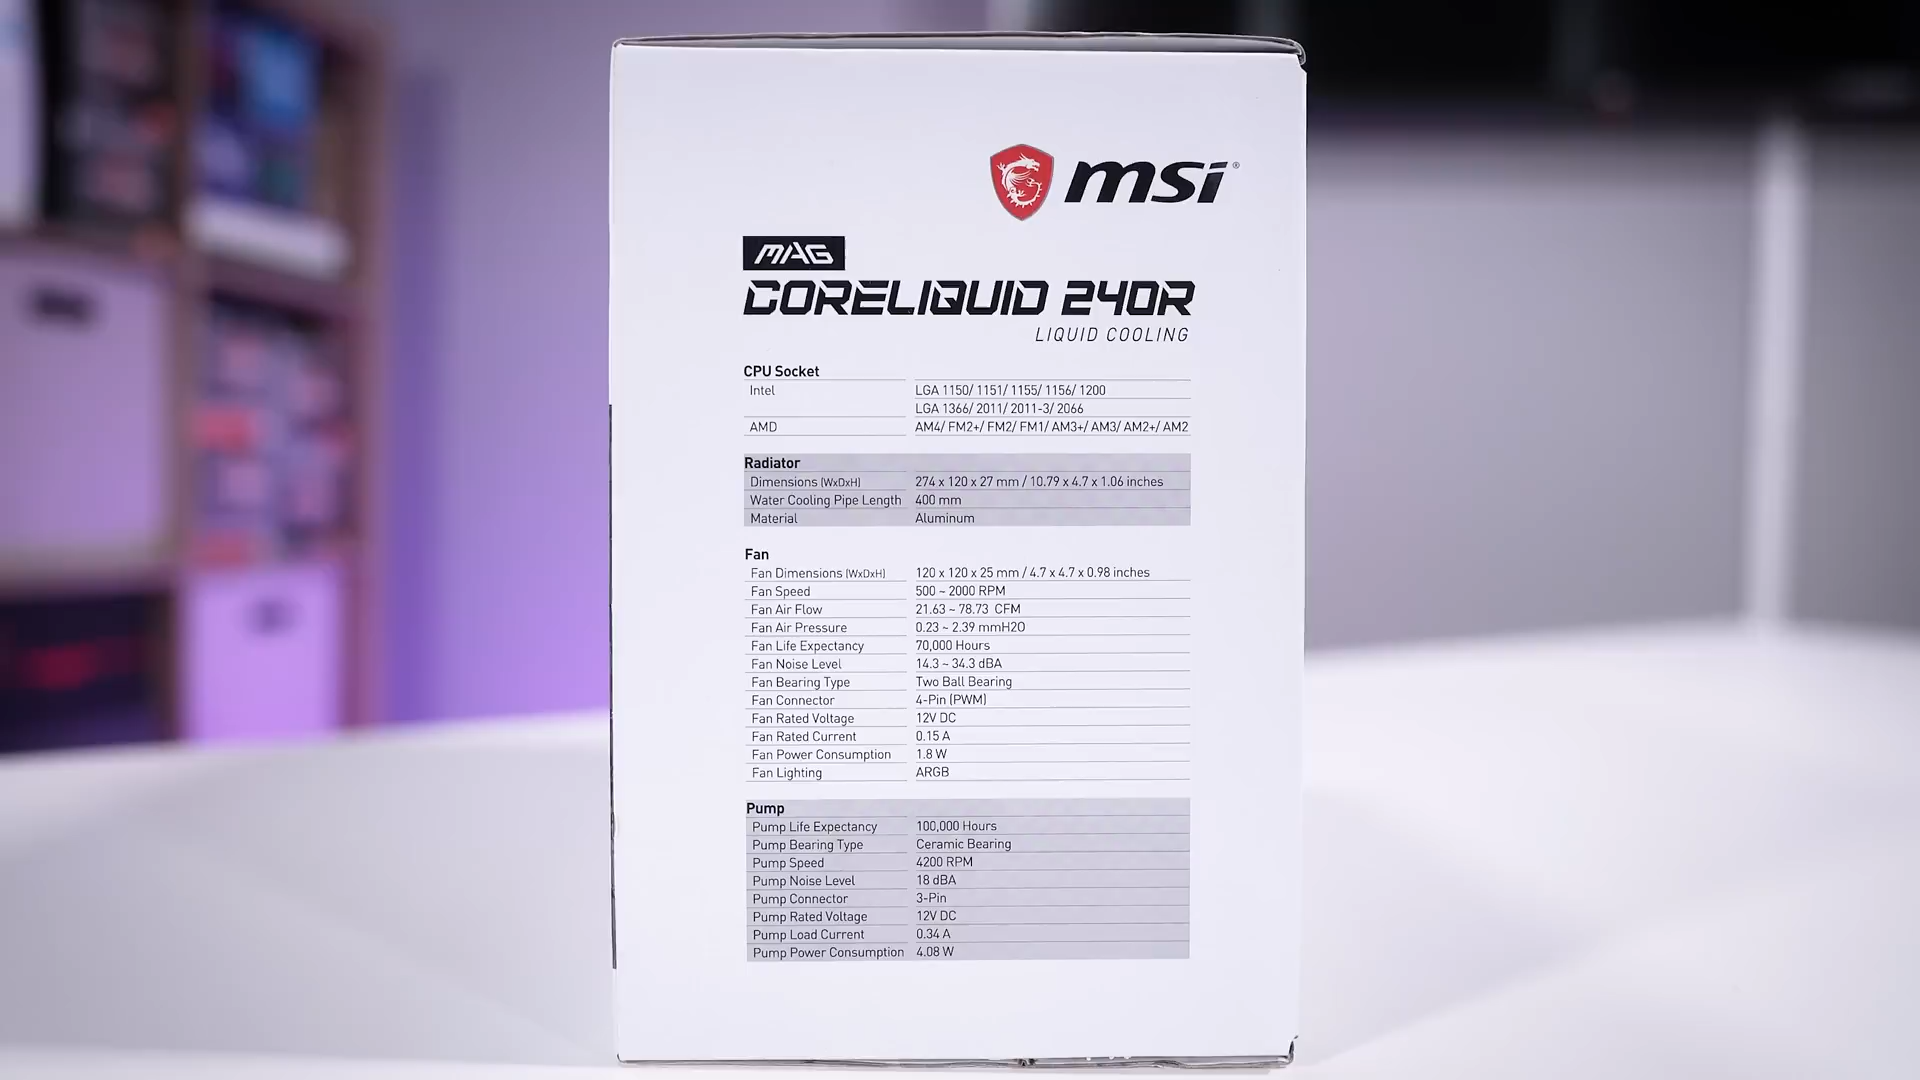 msi®
MAG
CORELIQUID 240R
LIQUID COOLING
CPU Socket
Intel LGA 1150/ 1151/ 1155/ 1156/ 1200
LGA 1366/ 2011/ 2011-3/ 2066
AMD AM4/ FM2+/ FM2/ FM1/ AM3+/ AM3/ AM2+/ AM2
Radiator
Dimensions (WxDxH) 274 x 120 x 27 mm / 10.79 x 4.7 x 1.06 inches
Water Cooling Pipe Length 400 mm
Material Aluminum
Fan
Fan Dimensions (WxDxH) 120 x 120 x 25 mm / 4.7 x 4.7 x 0.98 inches
Fan Speed 500 ~ 2000 RPM
Fan Air Flow 21.63 ~ 78.73 CFM
Fan Air Pressure 0.23 ~ 2.39 mmH2O
Fan Life Expectancy 70,000 Hours
Fan Noise Level 14.3 ~ 34.3 dBA
Fan Bearing Type Two Ball Bearing
Fan Connector 4-Pin (PWM)
Fan Rated Voltage 12V DC
Fan Rated Current 0.15 A
Fan Power Consumption 1.8 W
Fan Lighting ARGB
Pump
Pump Life Expectancy 100,000 Hours
Pump Bearing Type Ceramic Bearing
Pump Speed 4200 RPM
Pump Noise Level 18 dBA
Pump Connector 3-Pin
Pump Rated Voltage 12V DC
Pump Load Current 0.34 A
Pump Power Consumption 4.08 W